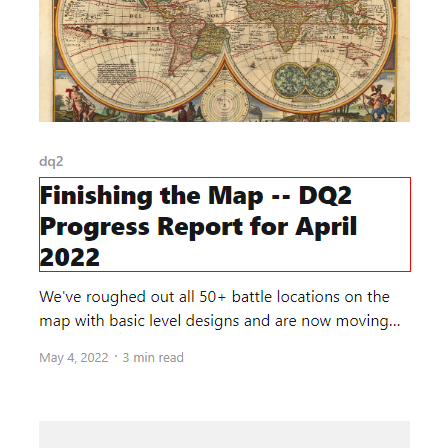 dq2
Finishing the Map -- DQ2
Progress Report for April
2022
We've roughed out all 50+ battle locations on the
map with basic level designs and are now moving...
May 4, 2022 · 3 min read